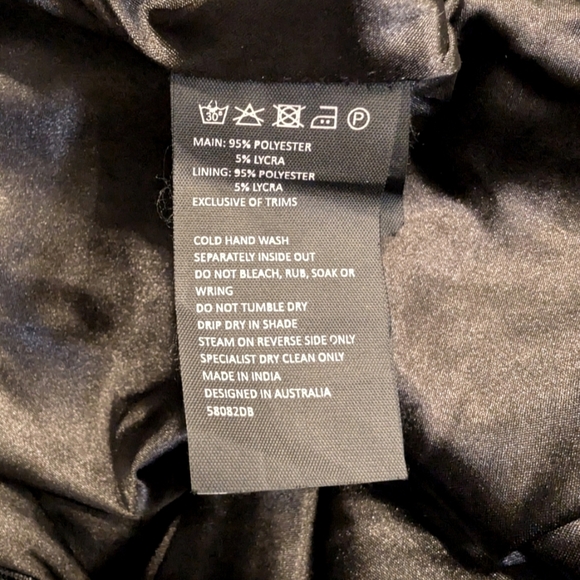 30°
P
MAIN: 95% POLYESTER
5% LYCRA
LINING: 95% POLYESTER
5% LYCRA
EXCLUSIVE OF TRIMS
COLD HAND WASH
SEPARATELY INSIDE OUT
DO NOT BLEACH, RUB, SOAK OR
WRING
DO NOT TUMBLE DRY
DRIP DRY IN SHADE
STEAM ON REVERSE SIDE ONLY
SPECIALIST DRY CLEAN ONLY
MADE IN INDIA
DESIGNED IN AUSTRALIA
58082DB